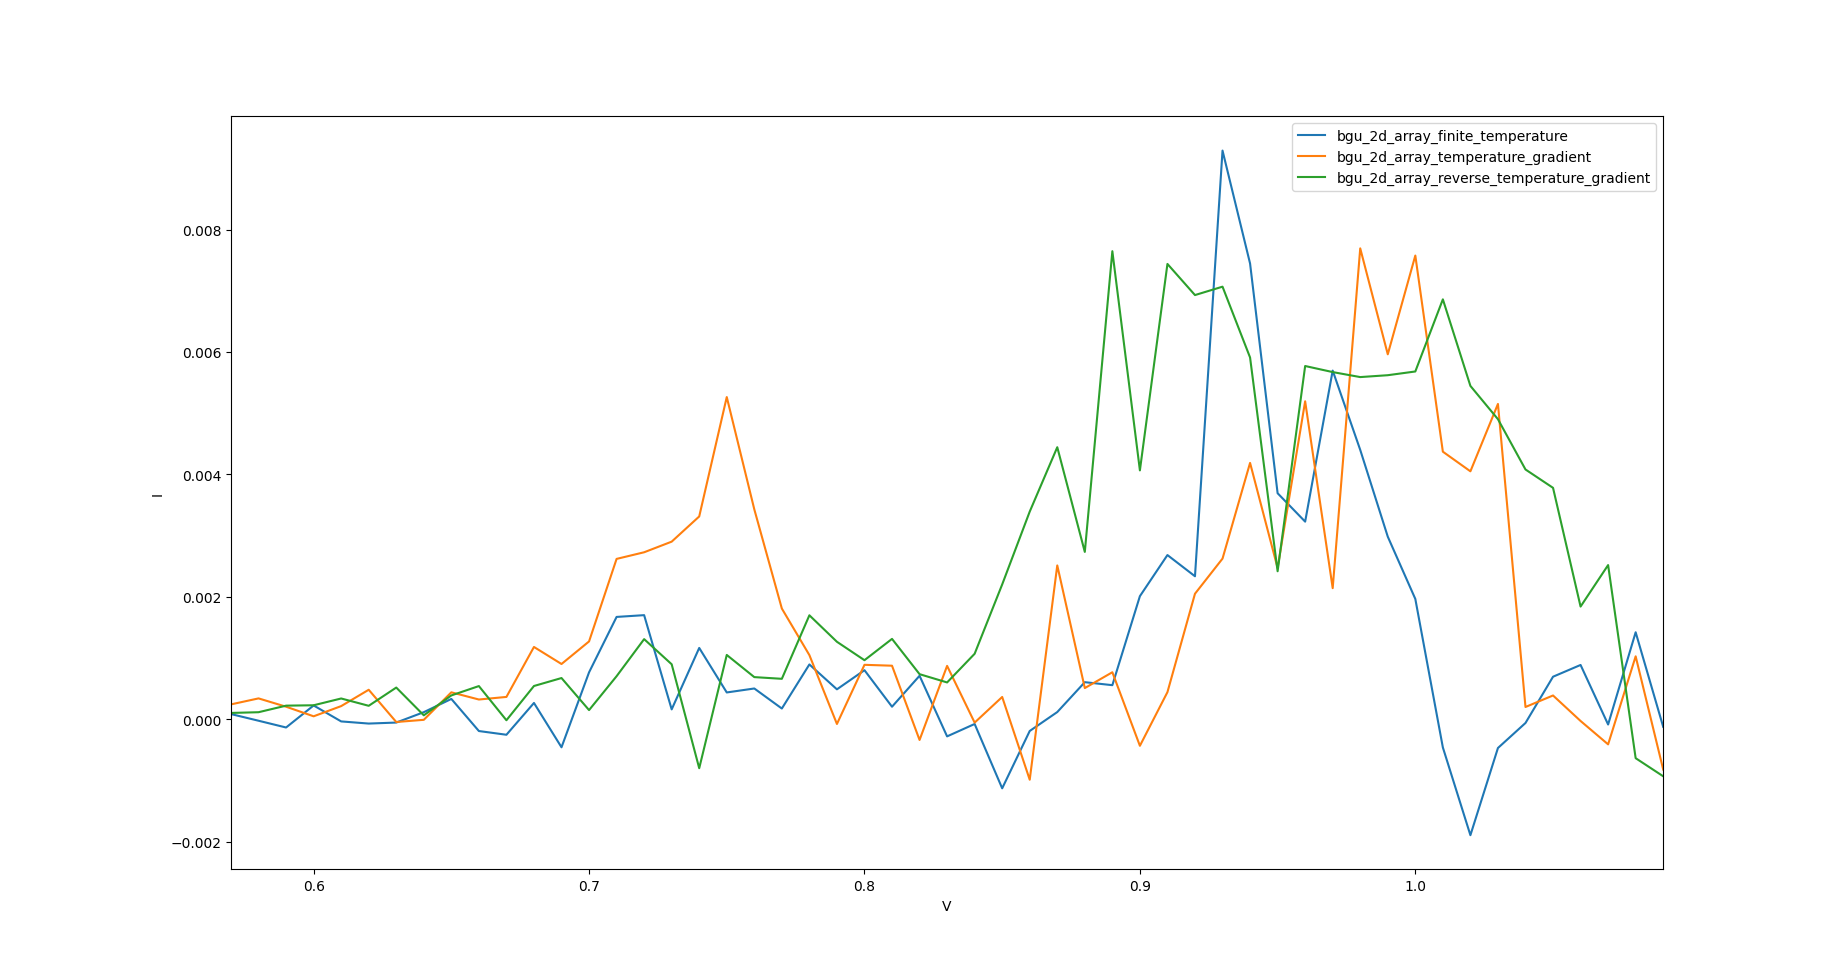 bgu_2d_array_finite_temperature
bgu_2d_array_temperature_gradient
bgu_2d_array_reverse_temperature_gradient
0.008
0.006
0.004
0.002
0.000
−0.002
I
0.6 0.7 0.8 0.9 1.0
V